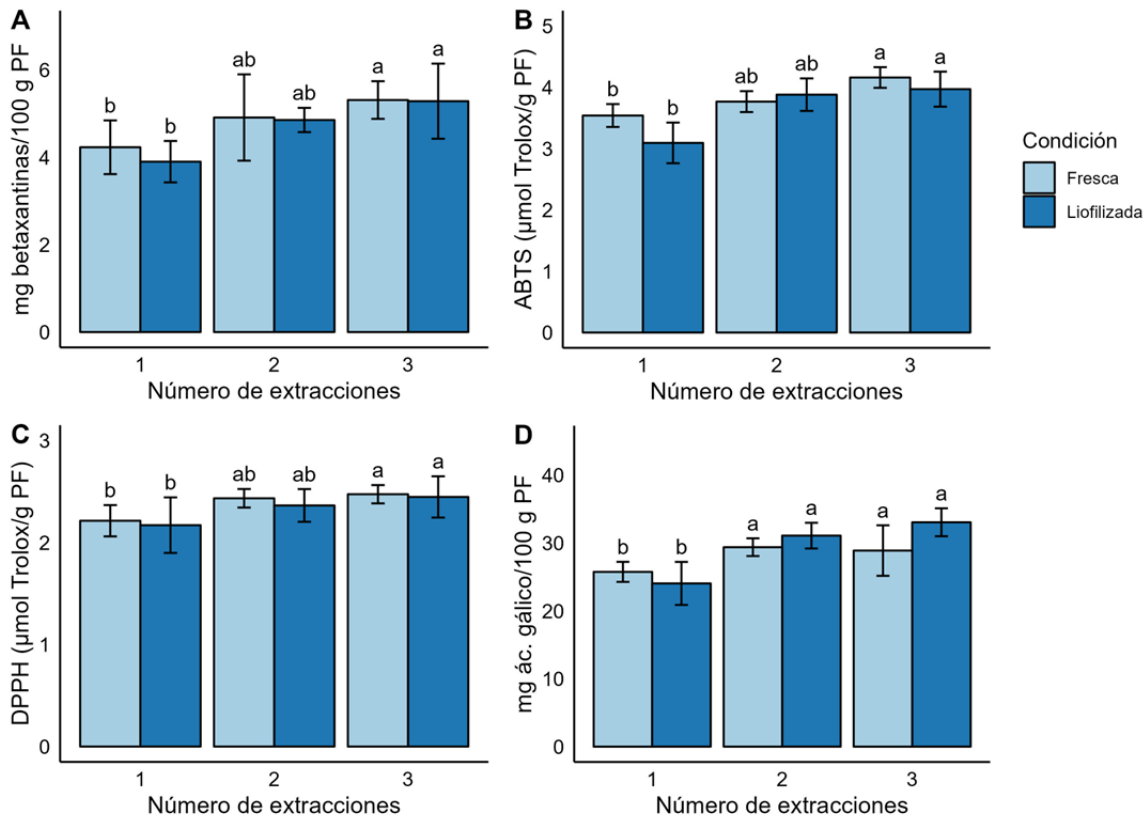 A
mg betaxantinas/100 g PF
6
4
2
0
b
b
ab
ab
a
a
1
2
3
Número de extracciones
B
ABTS (µmol Trolox/g PF)
5
4
3
2
1
0
b
b
ab
ab
a
a
1
2
3
Número de extracciones
Condición
Fresca
Liofilizada
C
DPPH (µmol Trolox/g PF)
3
2
1
0
b
b
ab
ab
a
a
1
2
3
Número de extracciones
D
mg ác. gálico/100 g PF
40
30
20
10
0
b
b
a
a
a
a
1
2
3
Número de extracciones